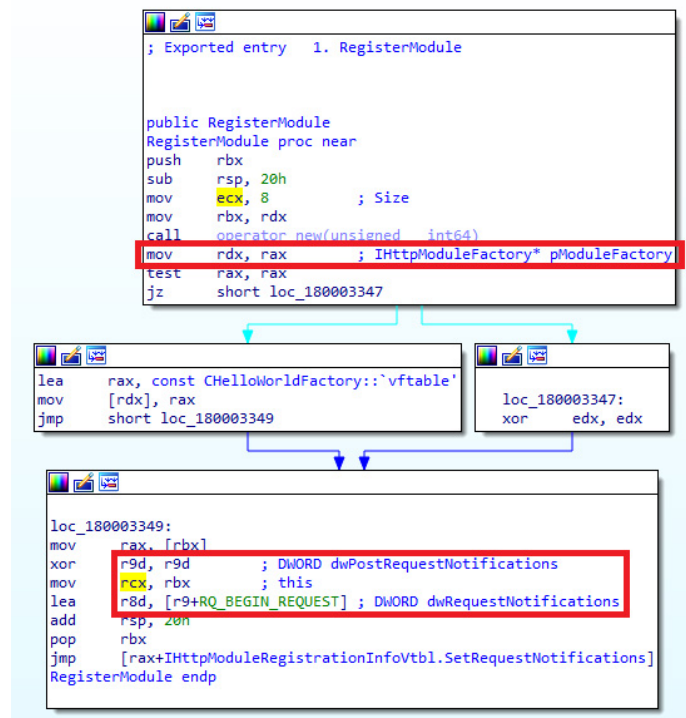 ; Exported entry 1. RegisterModule
public RegisterModule
RegisterModule proc near
push rbx
sub rsp, 20h
mov ecx, 8 ; Size
mov rbx, rdx
call operator new(unsigned __int64)
mov rdx, rax ; IHttpModuleFactory* pModuleFactory
test rax, rax
jz short loc_180003347
lea rax, const CHelloWorldFactory::`vftable'
mov [rdx], rax
jmp short loc_180003349
loc_180003347:
xor edx, edx
loc_180003349:
mov rax, [rbx]
xor r9d, r9d ; DWORD dwPostRequestNotifications
mov rcx, rbx ; this
lea r8d, [r9+RQ_BEGIN_REQUEST] ; DWORD dwRequestNotifications
add rsp, 20h
pop rbx
jmp [rax+IHttpModuleRegistrationInfoVtbl.SetRequestNotifications]
RegisterModule endp